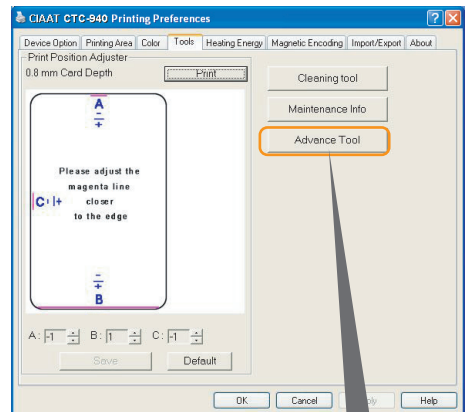 CIAAT CTC-940 Printing Preferences
Device Option Printing Area Color Tools Heating Energy Magnetic Encoding Import/Export About
Print Position Adjuster
0.8 mm Card Depth Print
Cleaning tool
Maintenance Info
Advance Tool
A
- +
Please adjust the
magenta line
C - + closer
to the edge
- +
B
A: -1 B: 1 C: -1
Save Default
OK Cancel Help